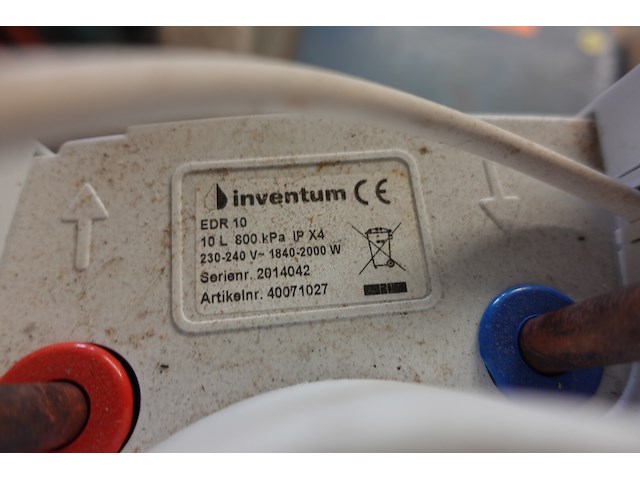 inventum CE
EDR 10
10 L 800 kPa IP X4
230-240 V~ 1840-2000 W
Serienr. 2014042
Artikelnr. 40071027